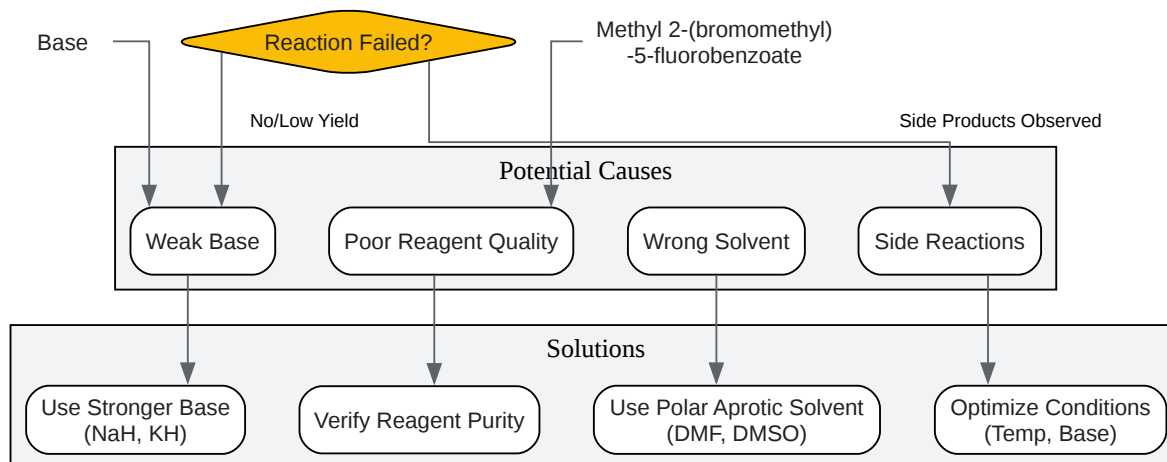 Base
Reaction Failed?
Methyl 2-(bromomethyl)
-5-fluorobenzoate
No/Low Yield
Side Products Observed
Potential Causes
Weak Base
Poor Reagent Quality
Wrong Solvent
Side Reactions
Solutions
Use Stronger Base
(NaH, KH)
Verify Reagent Purity
Use Polar Aprotic Solvent
(DMF, DMSO)
Optimize Conditions
(Temp, Base)